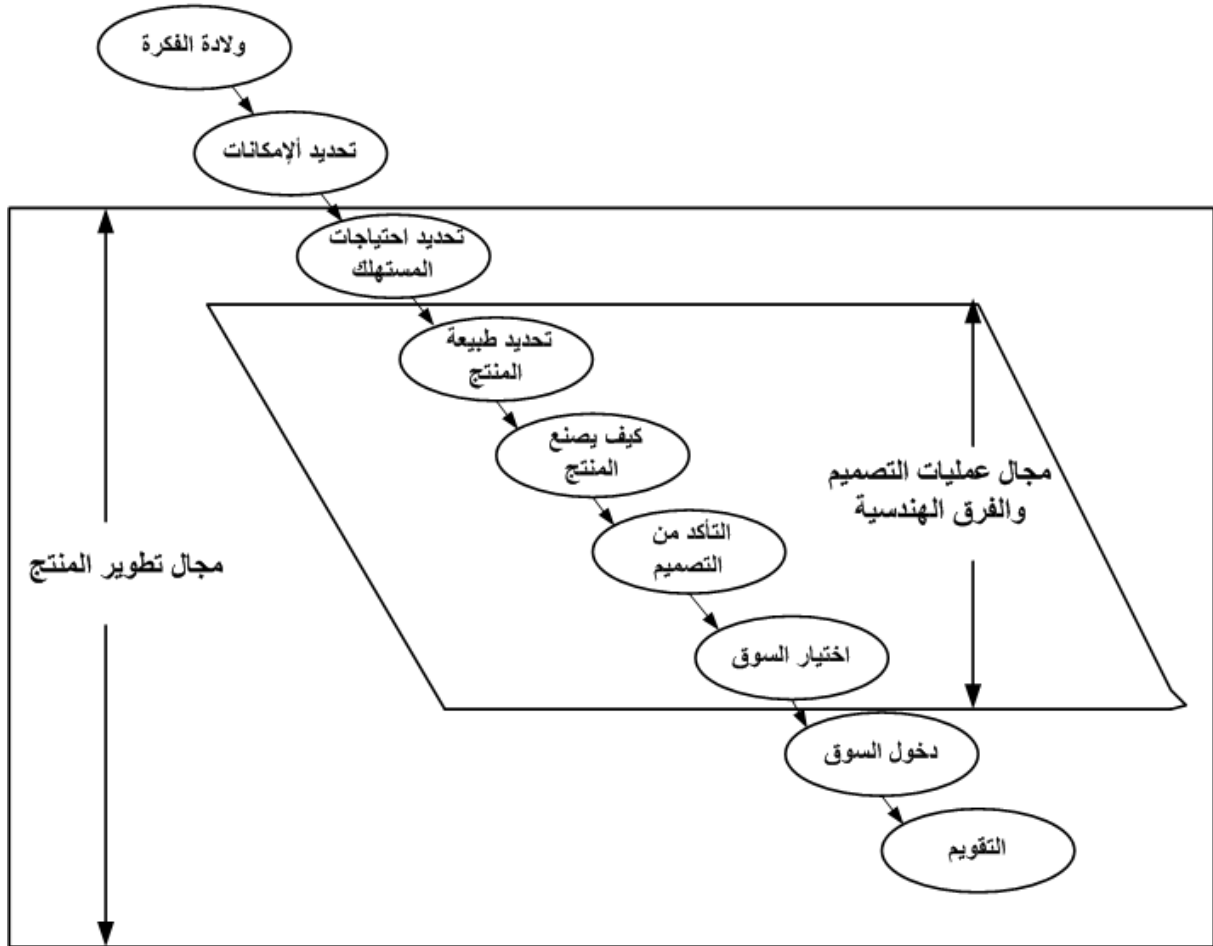 ولادة الفكرة
تحديد ألإمكانات
تحديد احتياجات
المستهلك
تحديد طبيعة
المنتج
كيف يصنع
المنتج
مجال عمليات التصميم
والفرق الهندسية
التأكد من
التصميم
مجال تطوير المنتج
اختيار السوق
دخول السوق
التقويم